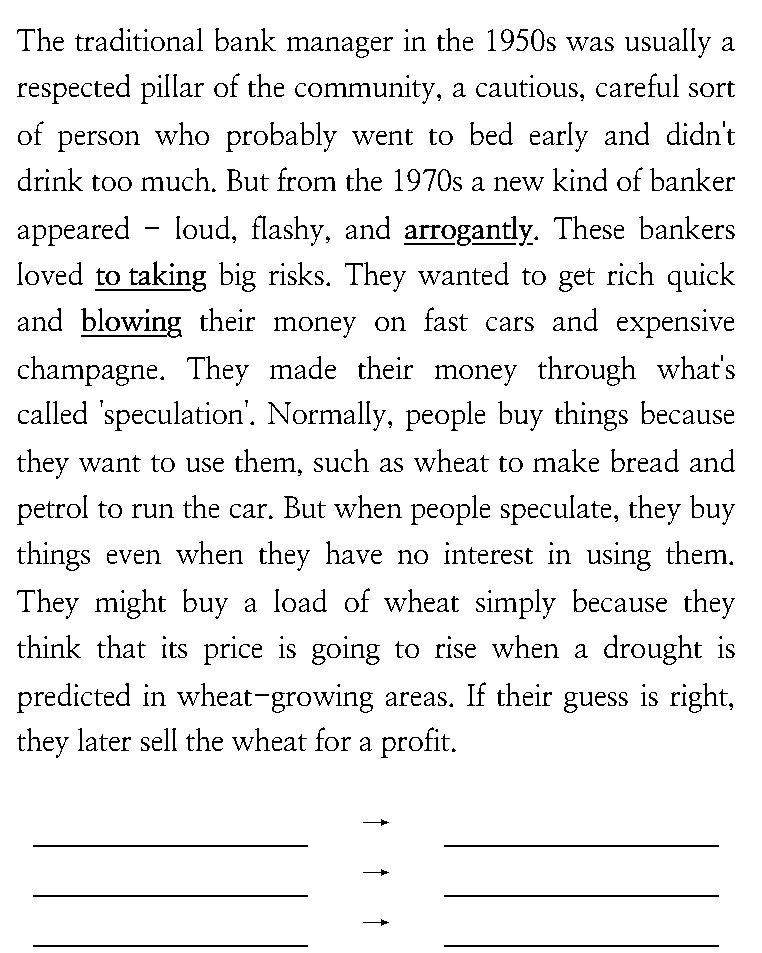 The traditional bank manager in the 1950s was usually a
respected pillar of the community, a cautious, careful sort
of person who probably went to bed early and didn't
drink too much. But from the 1970s a new kind of banker
appeared – loud, flashy, and arrogantly. These bankers
loved to taking big risks. They wanted to get rich quick
and blowing their money on fast cars and expensive
champagne. They made their money through what's
called 'speculation'. Normally, people buy things because
they want to use them, such as wheat to make bread and
petrol to run the car. But when people speculate, they buy
things even when they have no interest in using them.
They might buy a load of wheat simply because they
think that its price is going to rise when a drought is
predicted in wheat–growing areas. If their guess is right,
they later sell the wheat for a profit.
→
→
→